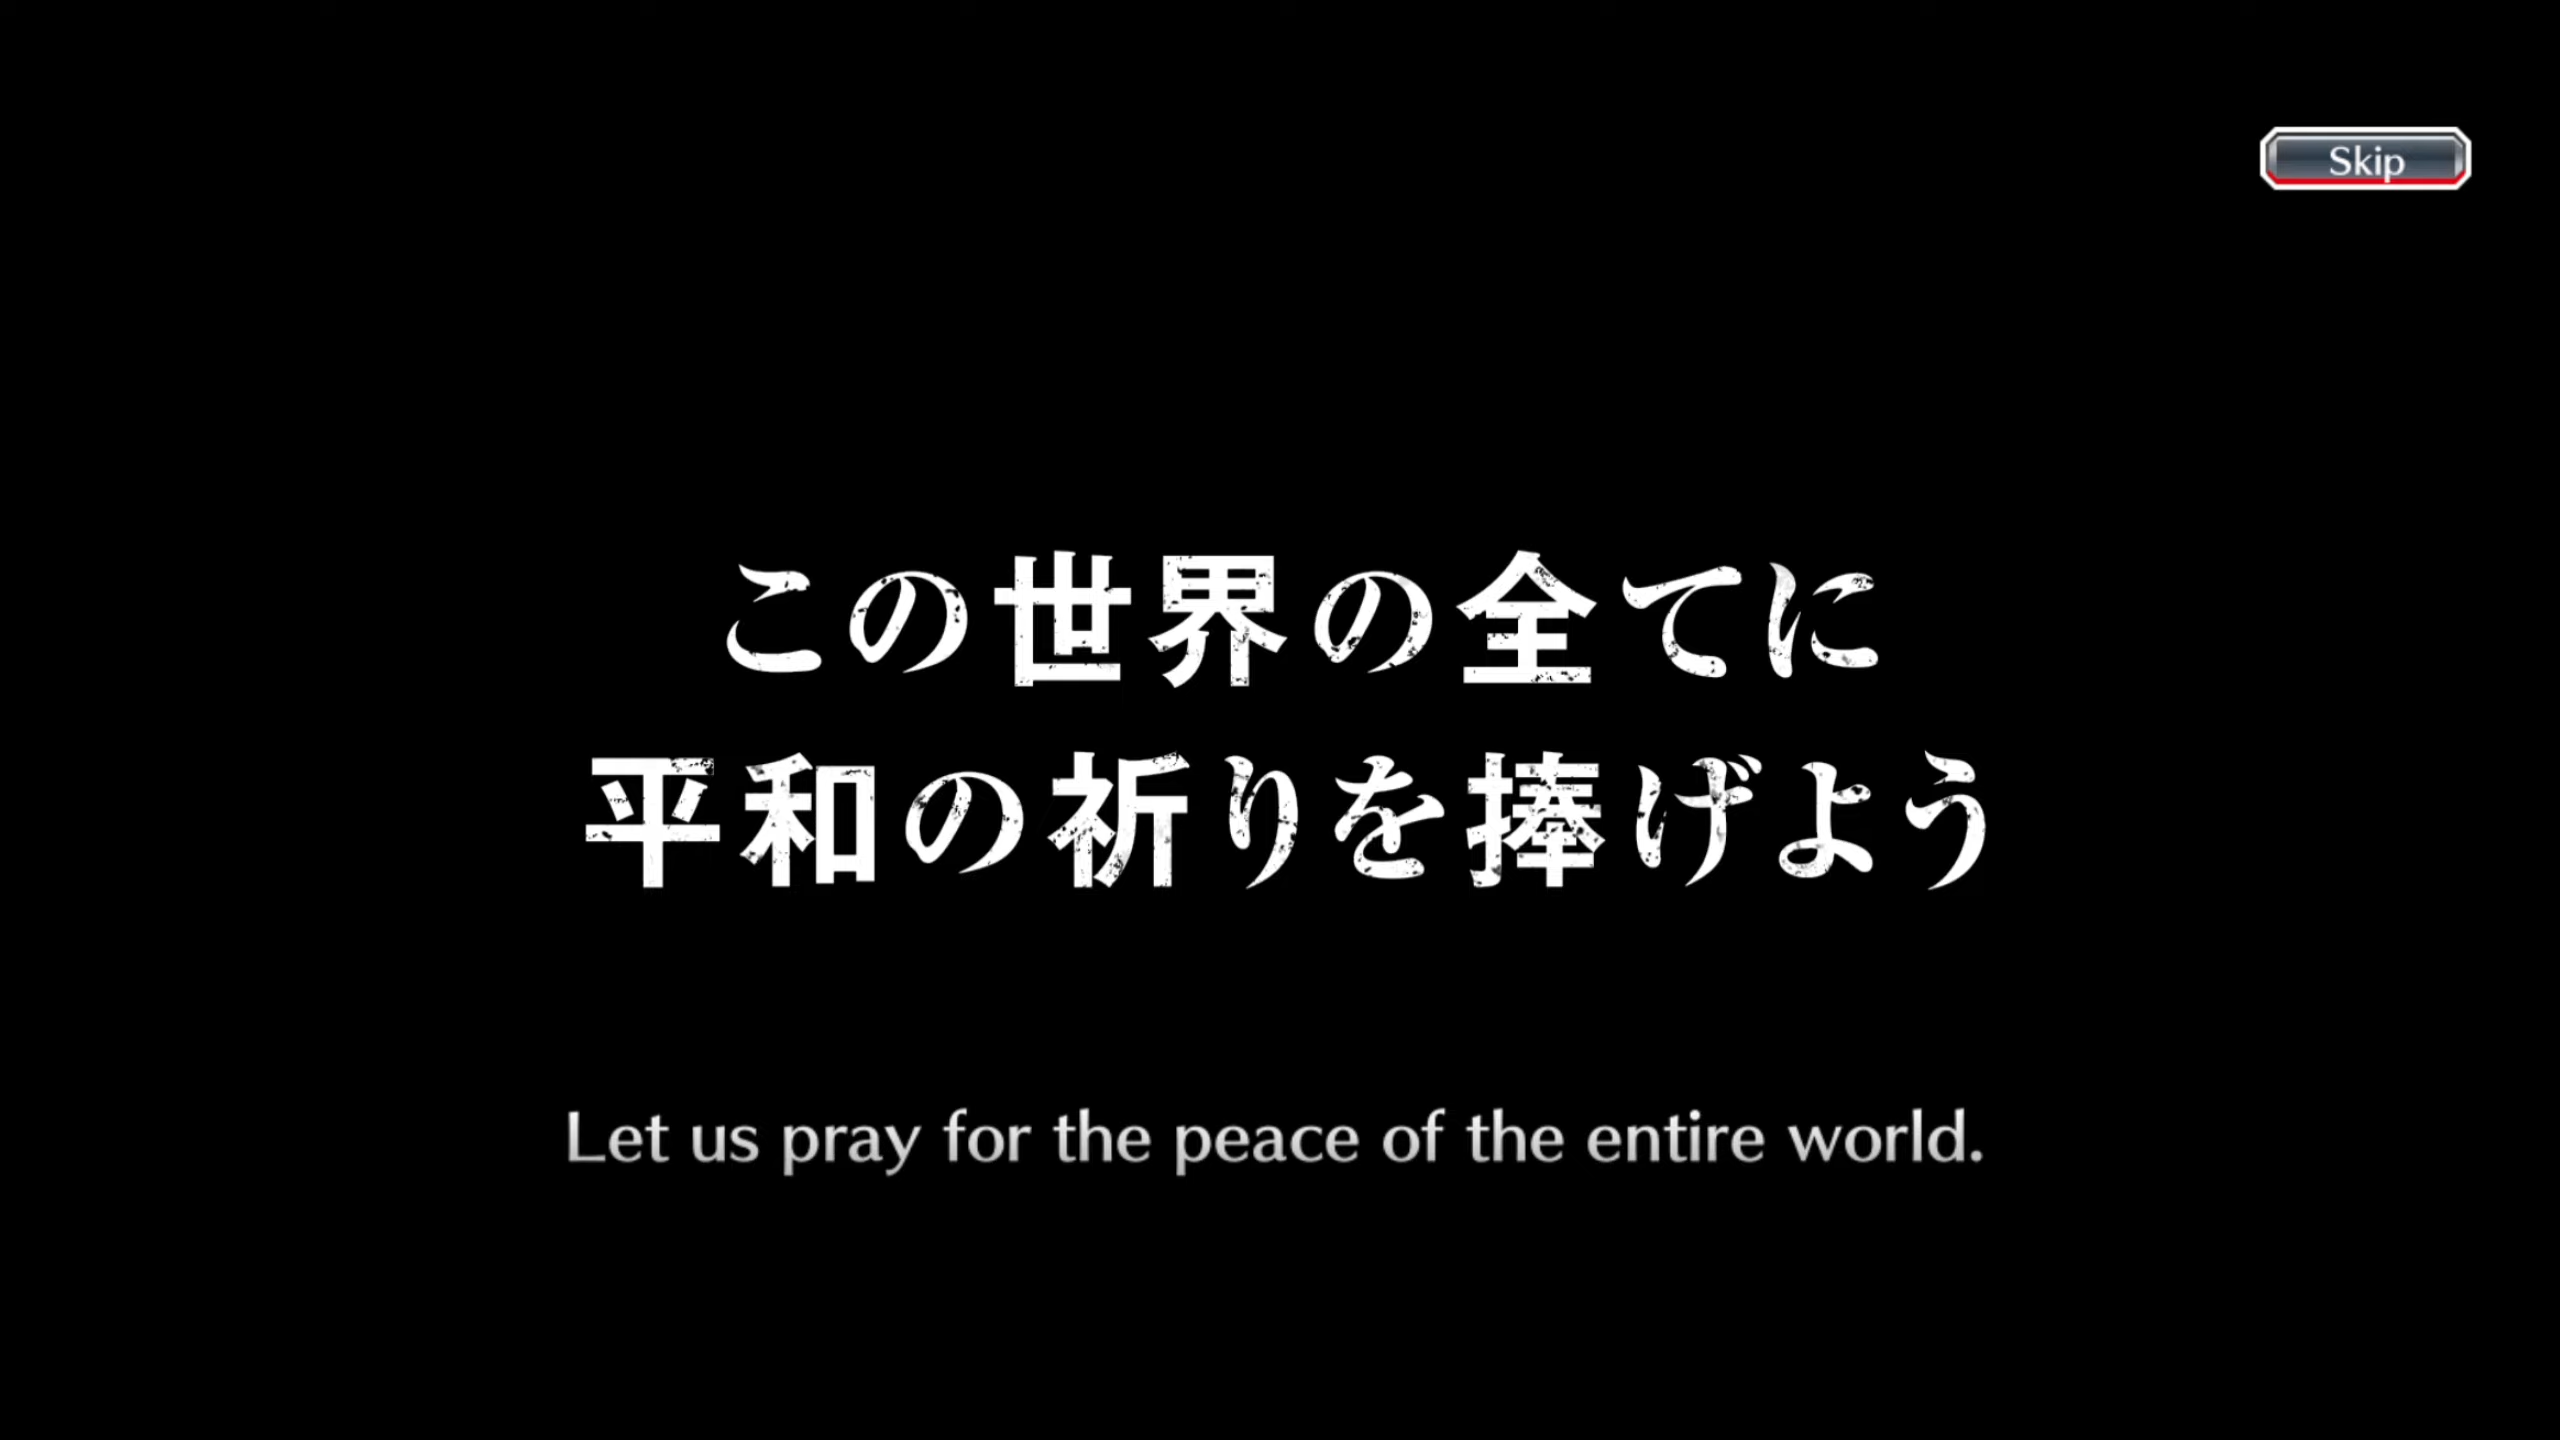 Skip
この世界の全てに
平和の祈りを捧げよう
Let us pray for the peace of the entire world.